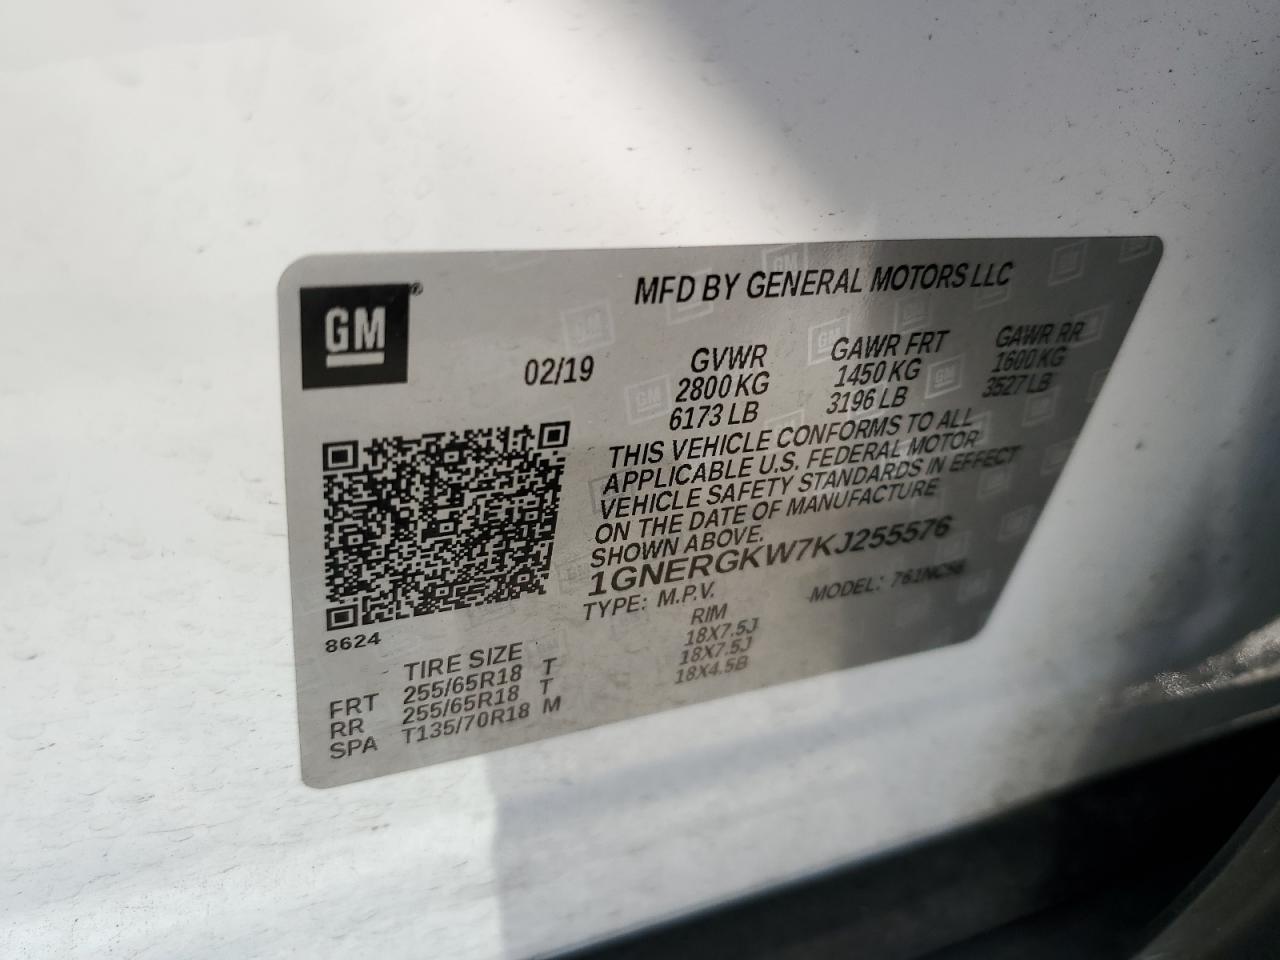 GM®
MFD BY GENERAL MOTORS LLC
02/19
GVWR GAWR FRT GAWR RR
2800 KG 1450 KG 1600 KG
6173 LB 3196 LB 3527 LB
THIS VEHICLE CONFORMS TO ALL
APPLICABLE U.S. FEDERAL MOTOR
VEHICLE SAFETY STANDARDS IN EFFECT
ON THE DATE OF MANUFACTURE
SHOWN ABOVE.
1GNERGKW7KJ255576
TYPE: M.P.V. MODEL: 761NC56
8624
TIRE SIZE RIM
FRT 255/65R18 T 18X7.5J
RR 255/65R18 T 18X7.5J
SPA T135/70R18 M 18X4.5B